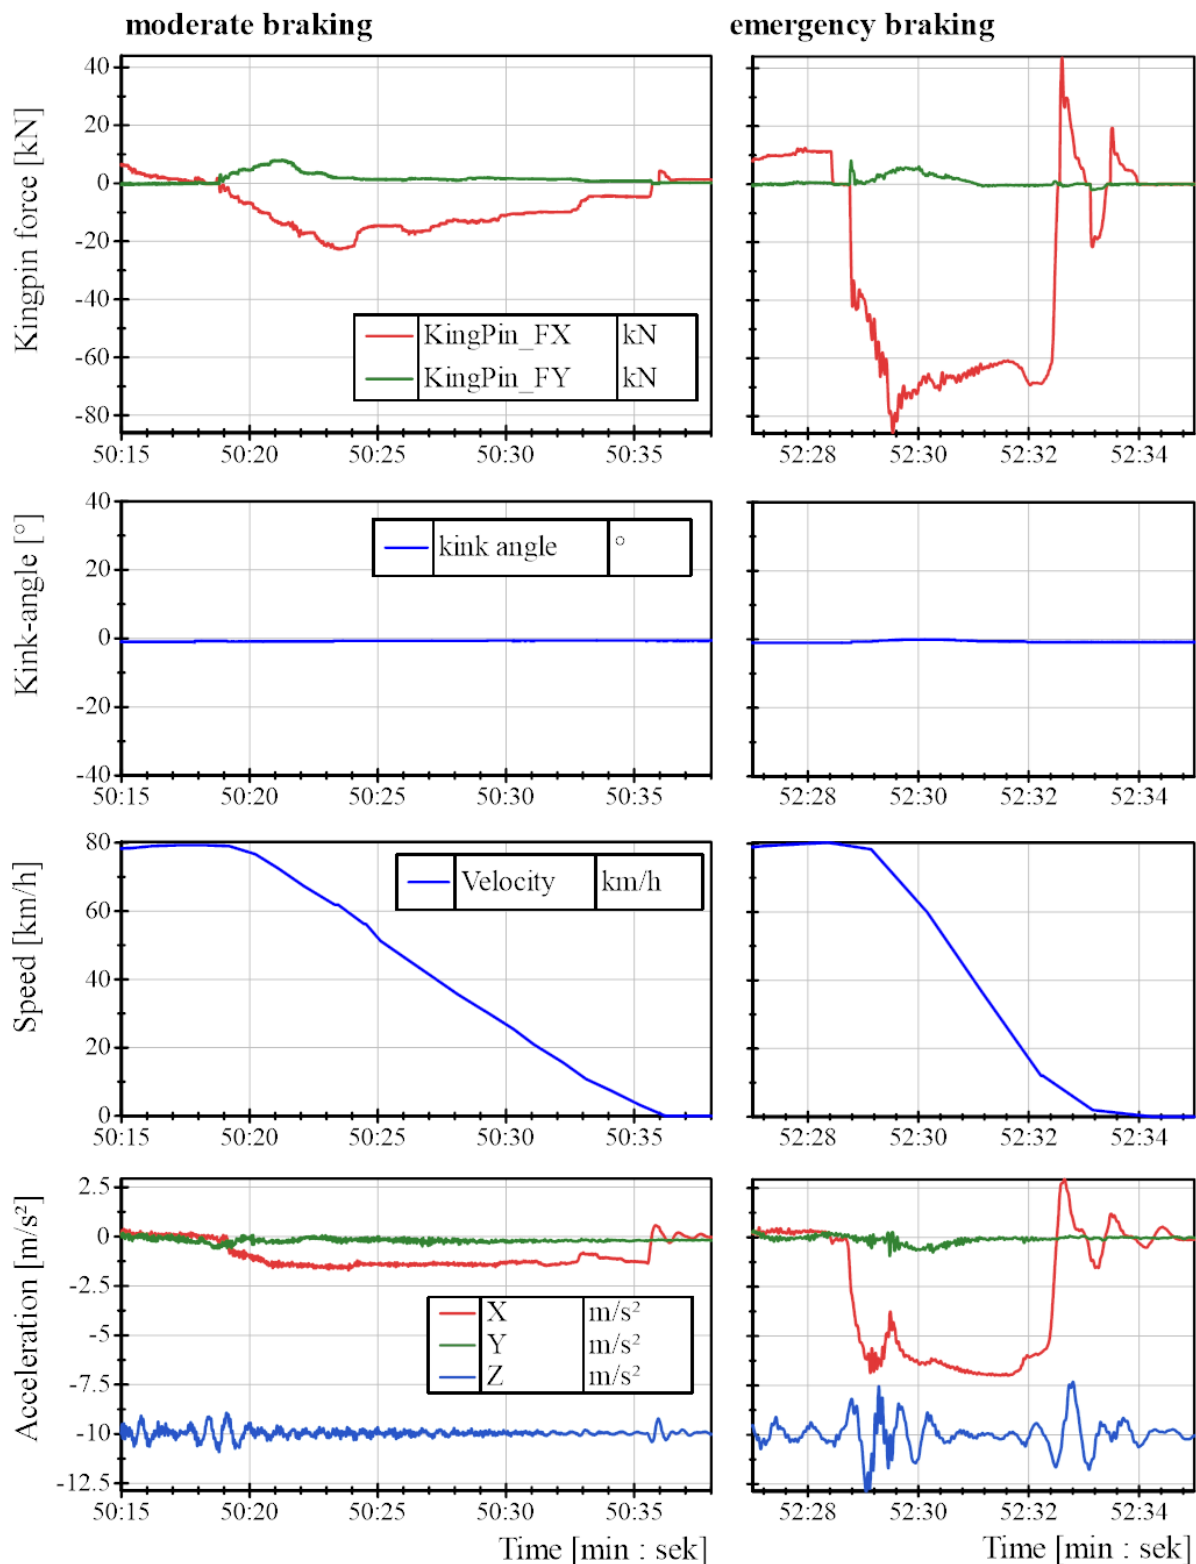 moderate braking
emergency braking
Kingpin force [kN]
40
20
0
-20
-40
-60
-80
KingPin_FX kN
KingPin_FY kN
50:15 50:20 50:25 50:30 50:35
52:28 52:30 52:32 52:34
Kink-angle [°]
40
20
0
-20
-40
kink angle °
50:15 50:20 50:25 50:30 50:35
52:28 52:30 52:32 52:34
Speed [km/h]
80
60
40
20
0
Velocity km/h
50:15 50:20 50:25 50:30 50:35
52:28 52:30 52:32 52:34
Acceleration [m/s²]
2.5
0
-2.5
-5
-7.5
-10
-12.5
X m/s²
Y m/s²
Z m/s²
50:15 50:20 50:25 50:30 50:35
52:28 52:30 52:32 52:34
Time [min : sek]
Time [min : sek]